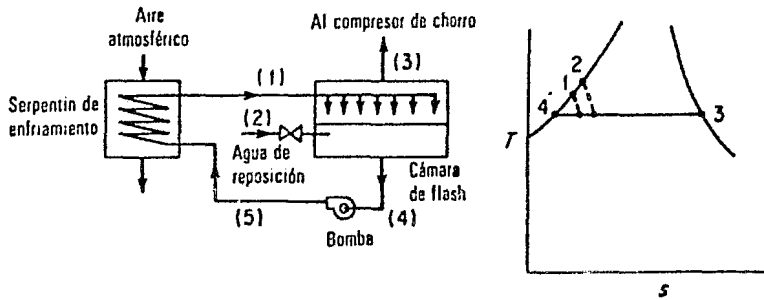 Aire
atmosférico
Al compresor de chorro
(1)
(3)
Serpentin de
enfriamiento
(2)
Agua de
reposición
Cámara
de flash
(4)
(5)
Bomba
2
1
4
3
T
s